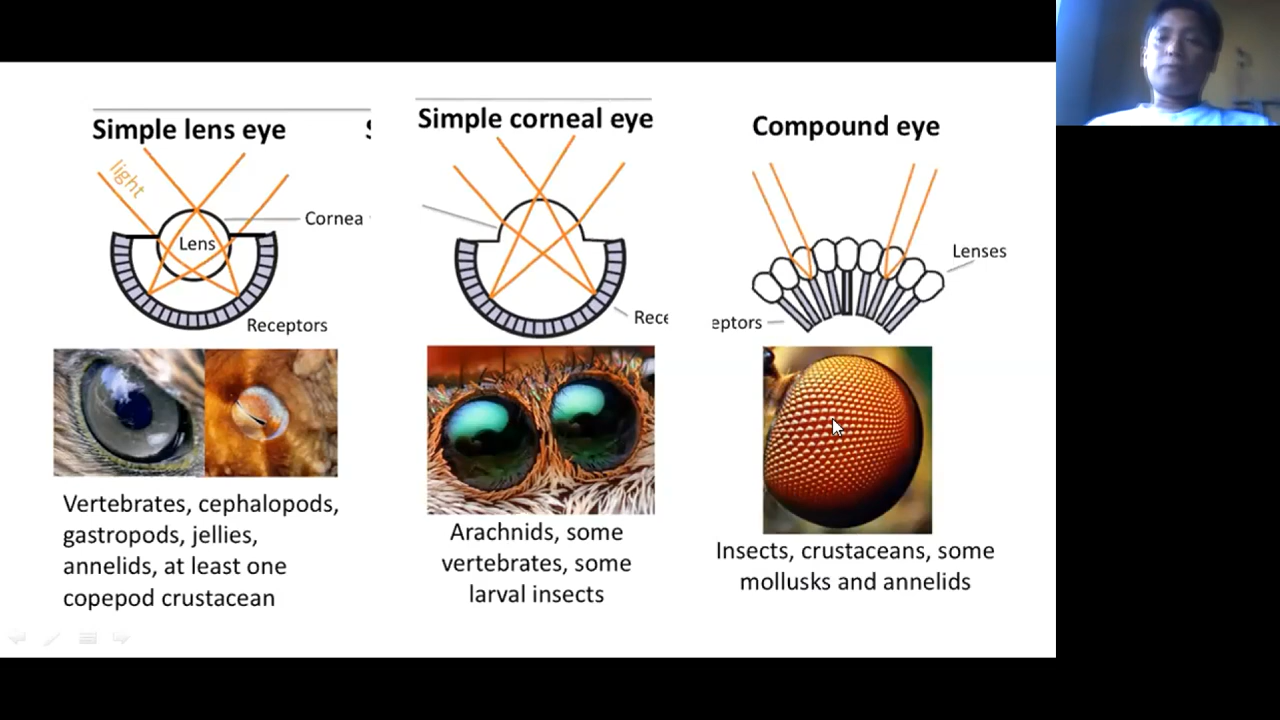 Simple lens eye
light
Cornea
Lens
Receptors
Vertebrates, cephalopods,
gastropods, jellies,
annelids, at least one
copepod crustacean
Simple corneal eye
Rece
Arachnids, some
vertebrates, some
larval insects
Compound eye
Lenses
eptors
Insects, crustaceans, some
mollusks and annelids